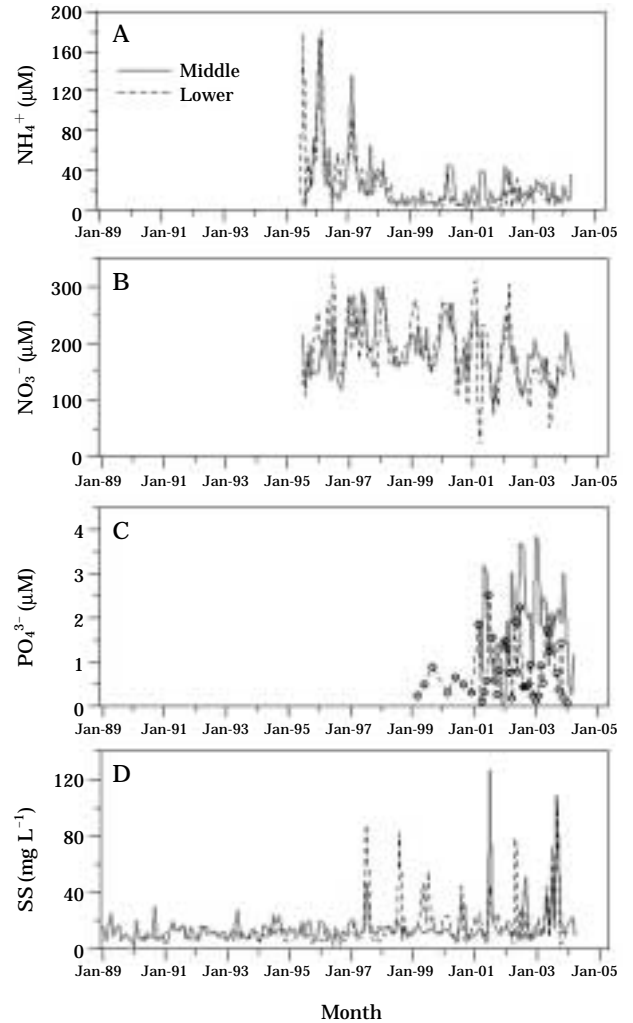 A
Middle
Lower
NH₄⁺ (μM)
200
160
120
80
40
0
Jan-89 Jan-91 Jan-93 Jan-95 Jan-97 Jan-99 Jan-01 Jan-03 Jan-05
B
NO₃⁻ (μM)
300
200
100
0
Jan-89 Jan-91 Jan-93 Jan-95 Jan-97 Jan-99 Jan-01 Jan-03 Jan-05
C
PO₄³⁻ (μM)
4
3
2
1
0
Jan-89 Jan-91 Jan-93 Jan-95 Jan-97 Jan-99 Jan-01 Jan-03 Jan-05
D
SS (mg L⁻¹)
120
80
40
0
Jan-89 Jan-91 Jan-93 Jan-95 Jan-97 Jan-99 Jan-01 Jan-03 Jan-05
Month